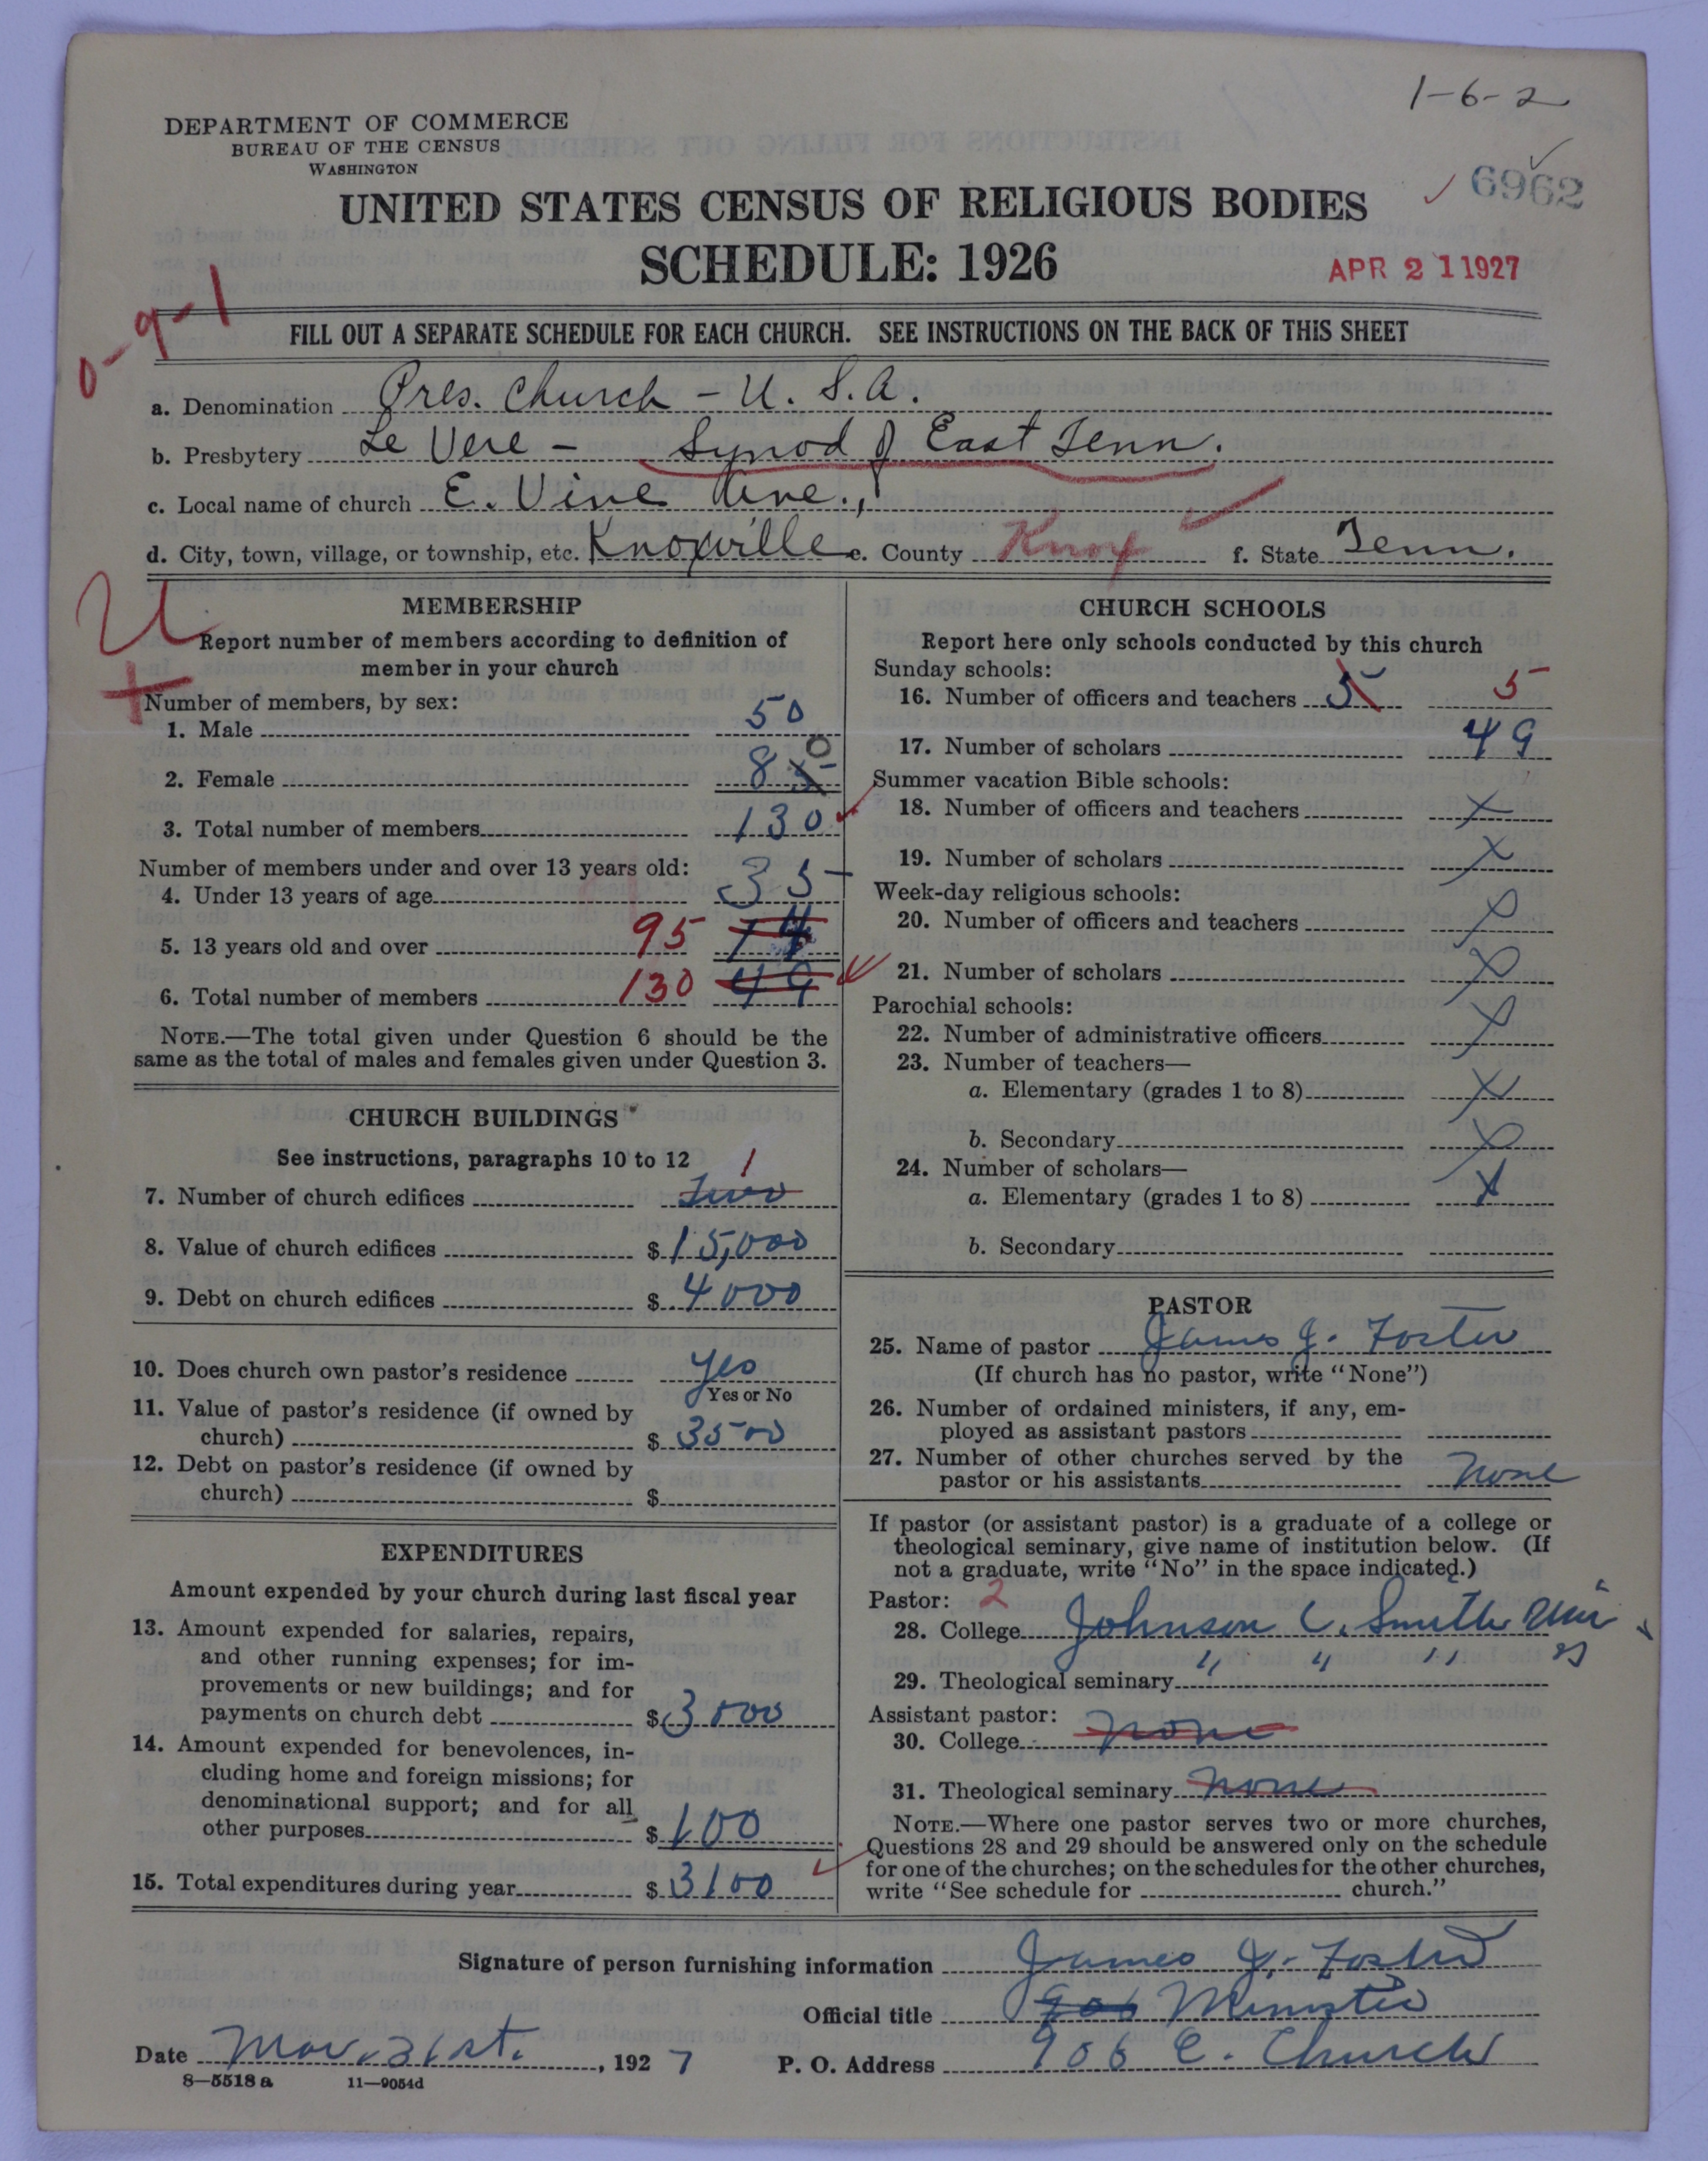 1-6-2
DEPARTMENT OF COMMERCE
BUREAU OF THE CENSUS
WASHINGTON
6962
UNITED STATES CENSUS OF RELIGIOUS BODIES
SCHEDULE: 1926
APR 21 1927
0-9-1
FILL OUT A SEPARATE SCHEDULE FOR EACH CHURCH. SEE INSTRUCTIONS ON THE BACK OF THIS SHEET
a. Denomination Pres. Church - U. S. A.
b. Presbytery Le Vere - Synod of East Tenn.
c. Local name of church E. Vine Ave.,
d. City, town, village, or township, etc. Knoxville e. County Knox f. State Tenn.
U
+
MEMBERSHIP
Report number of members according to definition of
member in your church
Number of members, by sex:
1. Male 50
2. Female 85 0
3. Total number of members 130
Number of members under and over 13 years old:
4. Under 13 years of age 35
5. 13 years old and over 95 14
6. Total number of members 130 49
NOTE.—The total given under Question 6 should be the
same as the total of males and females given under Question 3.
CHURCH BUILDINGS
See instructions, paragraphs 10 to 12
7. Number of church edifices 1 Two
8. Value of church edifices $ 15,000
9. Debt on church edifices $ 4000
10. Does church own pastor's residence yes
Yes or No
11. Value of pastor's residence (if owned by
church) $ 3500
12. Debt on pastor's residence (if owned by
church) $
EXPENDITURES
Amount expended by your church during last fiscal year
13. Amount expended for salaries, repairs,
and other running expenses; for im-
provements or new buildings; and for
payments on church debt $ 3000
14. Amount expended for benevolences, in-
cluding home and foreign missions; for
denominational support; and for all
other purposes $ 100
15. Total expenditures during year $ 3100
CHURCH SCHOOLS
Report here only schools conducted by this church
Sunday schools:
16. Number of officers and teachers 5 5
17. Number of scholars 49
Summer vacation Bible schools:
18. Number of officers and teachers x
19. Number of scholars x
Week-day religious schools:
20. Number of officers and teachers x
21. Number of scholars x
Parochial schools:
22. Number of administrative officers x
23. Number of teachers—
a. Elementary (grades 1 to 8) x
b. Secondary x
24. Number of scholars—
a. Elementary (grades 1 to 8) x
b. Secondary
PASTOR
25. Name of pastor James J. Foster
(If church has no pastor, write "None")
26. Number of ordained ministers, if any, em-
ployed as assistant pastors
27. Number of other churches served by the
pastor or his assistants None
If pastor (or assistant pastor) is a graduate of a college or
theological seminary, give name of institution below. (If
not a graduate, write "No" in the space indicated.)
Pastor: 2
28. College Johnson C. Smith Uni
29. Theological seminary " " " "
Assistant pastor:
30. College none
31. Theological seminary none
NOTE.—Where one pastor serves two or more churches,
Questions 28 and 29 should be answered only on the schedule
for one of the churches; on the schedules for the other churches,
write "See schedule for church."
Signature of person furnishing information James J. Foster
Official title 906 Minister
Date Mar. 31st. , 1927 P. O. Address 906 E. Church
8—5518a 11—9054d